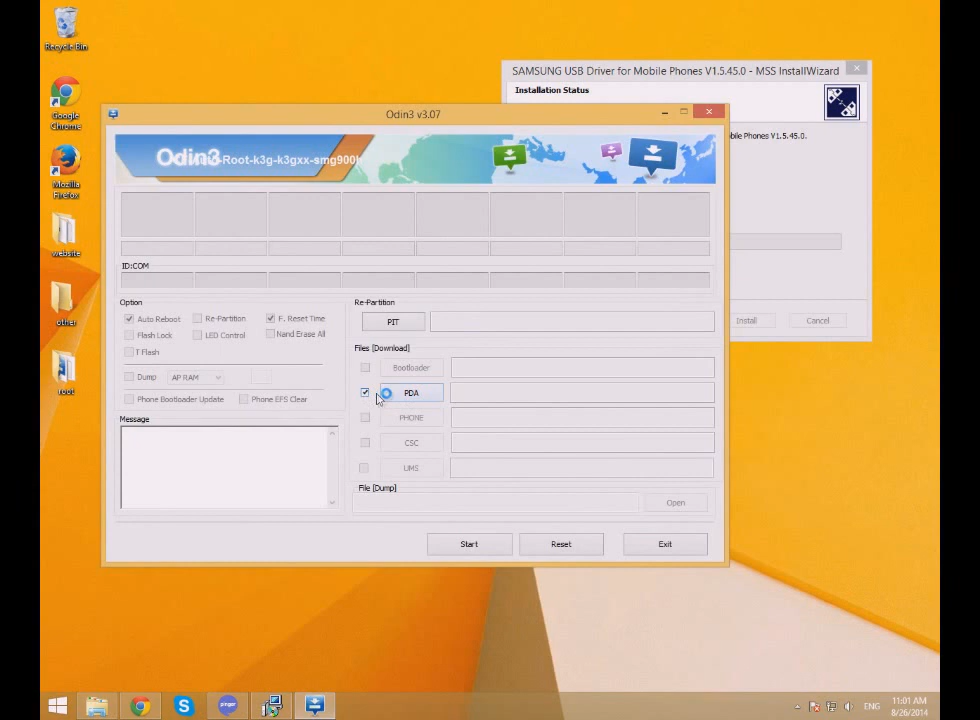 Recycle Bin
Google
Chrome
Mozilla
Firefox
website
other
root
SAMSUNG USB Driver for Mobile Phones V1.5.45.0 - MSS InstallWizard
Installation Status
bile Phones V1.5.45.0.
Install
Cancel
Odin3 v3.07
Odin3
-Root-k3g-k3gxx-smg900h
ID:COM
Option
Auto Reboot
Re-Partition
F. Reset Time
Flash Lock
LED Control
Nand Erase All
T Flash
Dump
AP RAM
Phone Bootloader Update
Phone EFS Clear
Message
Re-Partition
PIT
Files [Download]
Bootloader
PDA
PHONE
CSC
UMS
File [Dump]
Open
Start
Reset
Exit
pinger
ENG
11:01 AM
8/26/2014